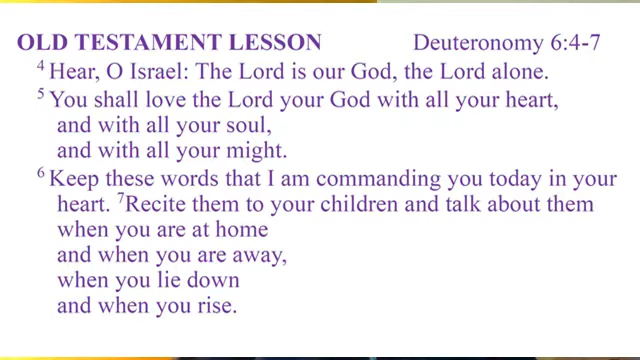 OLD TESTAMENT LESSON Deuteronomy 6:4-7
4 Hear, O Israel: The Lord is our God, the Lord alone.
5 You shall love the Lord your God with all your heart,
and with all your soul,
and with all your might.
6 Keep these words that I am commanding you today in your
heart. 7 Recite them to your children and talk about them
when you are at home
and when you are away,
when you lie down
and when you rise.